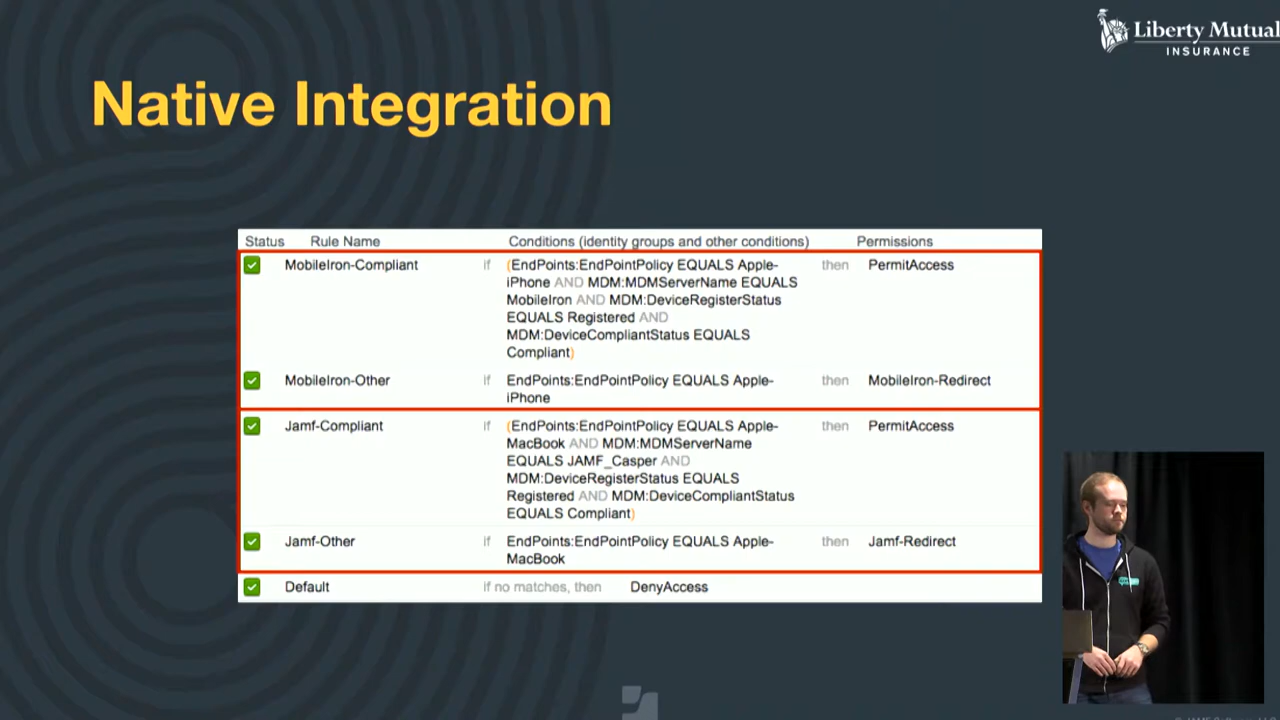 Liberty Mutual
INSURANCE
Native Integration
Status Rule Name Conditions (identity groups and other conditions) Permissions
MobileIron-Compliant if (EndPoints:EndPointPolicy EQUALS Apple- then PermitAccess
iPhone AND MDM:MDMServerName EQUALS
MobileIron AND MDM:DeviceRegisterStatus
EQUALS Registered AND
MDM:DeviceCompliantStatus EQUALS
Compliant)
MobileIron-Other if EndPoints:EndPointPolicy EQUALS Apple- then MobileIron-Redirect
iPhone
Jamf-Compliant if (EndPoints:EndPointPolicy EQUALS Apple- then PermitAccess
MacBook AND MDM:MDMServerName
EQUALS JAMF_Casper AND
MDM:DeviceRegisterStatus EQUALS
Registered AND MDM:DeviceCompliantStatus
EQUALS Compliant)
Jamf-Other if EndPoints:EndPointPolicy EQUALS Apple- then Jamf-Redirect
MacBook
Default if no matches, then DenyAccess